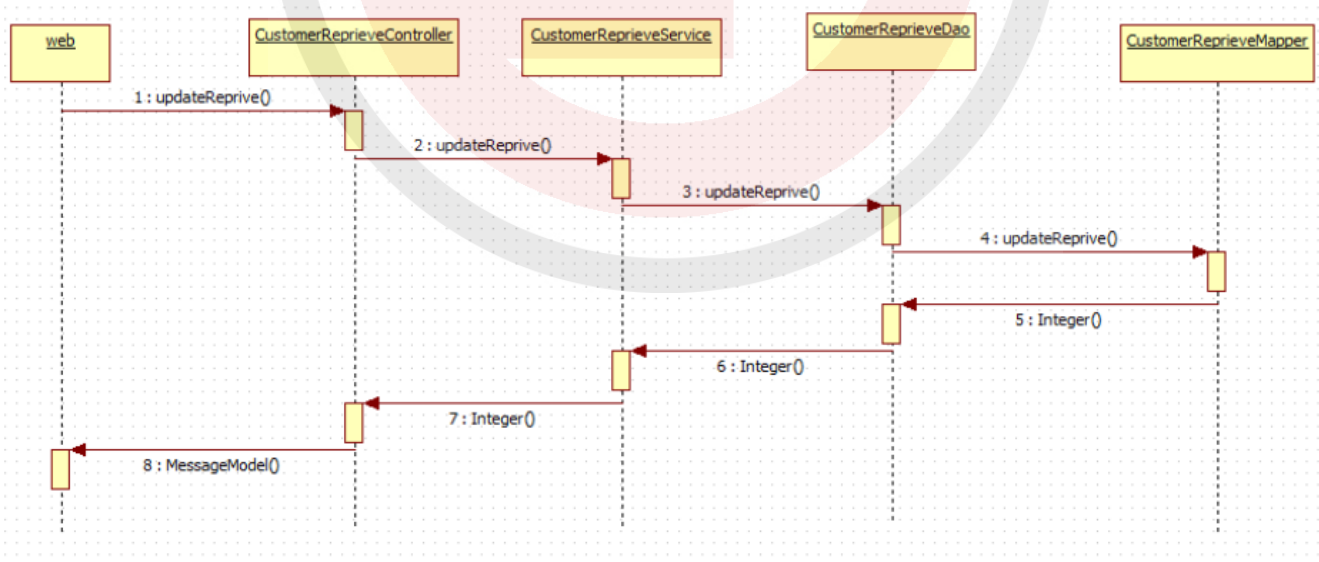 web
CustomerReprieveController
CustomerReprieveService
CustomerReprieveDao
CustomerReprieveMapper
1 : updateReprive()
2 : updateReprive()
3 : updateReprive()
4 : updateReprive()
5 : Integer()
6 : Integer()
7 : Integer()
8 : MessageModel()